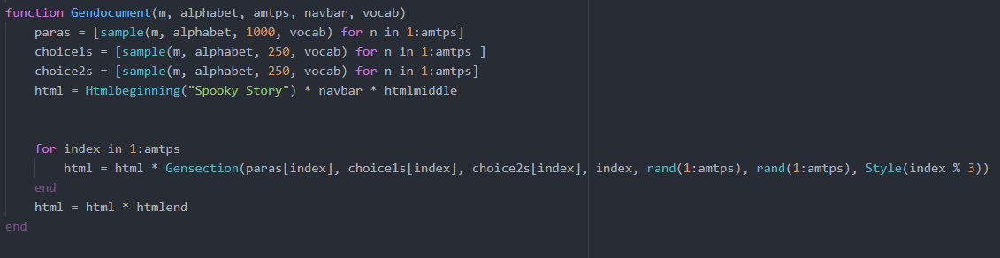 function Gendocument(m, alphabet, amtps, navbar, vocab)
    paras = [sample(m, alphabet, 1000, vocab) for n in 1:amtps]
    choice1s = [sample(m, alphabet, 250, vocab) for n in 1:amtps ]
    choice2s = [sample(m, alphabet, 250, vocab) for n in 1:amtps]
    html = Htmlbeginning("Spooky Story") * navbar * htmlmiddle
    for index in 1:amtps
        html = html * Gensection(paras[index], choice1s[index], choice2s[index], index, rand(1:amtps), rand(1:amtps), Style(index % 3))
    end
    html = html * htmlend
end